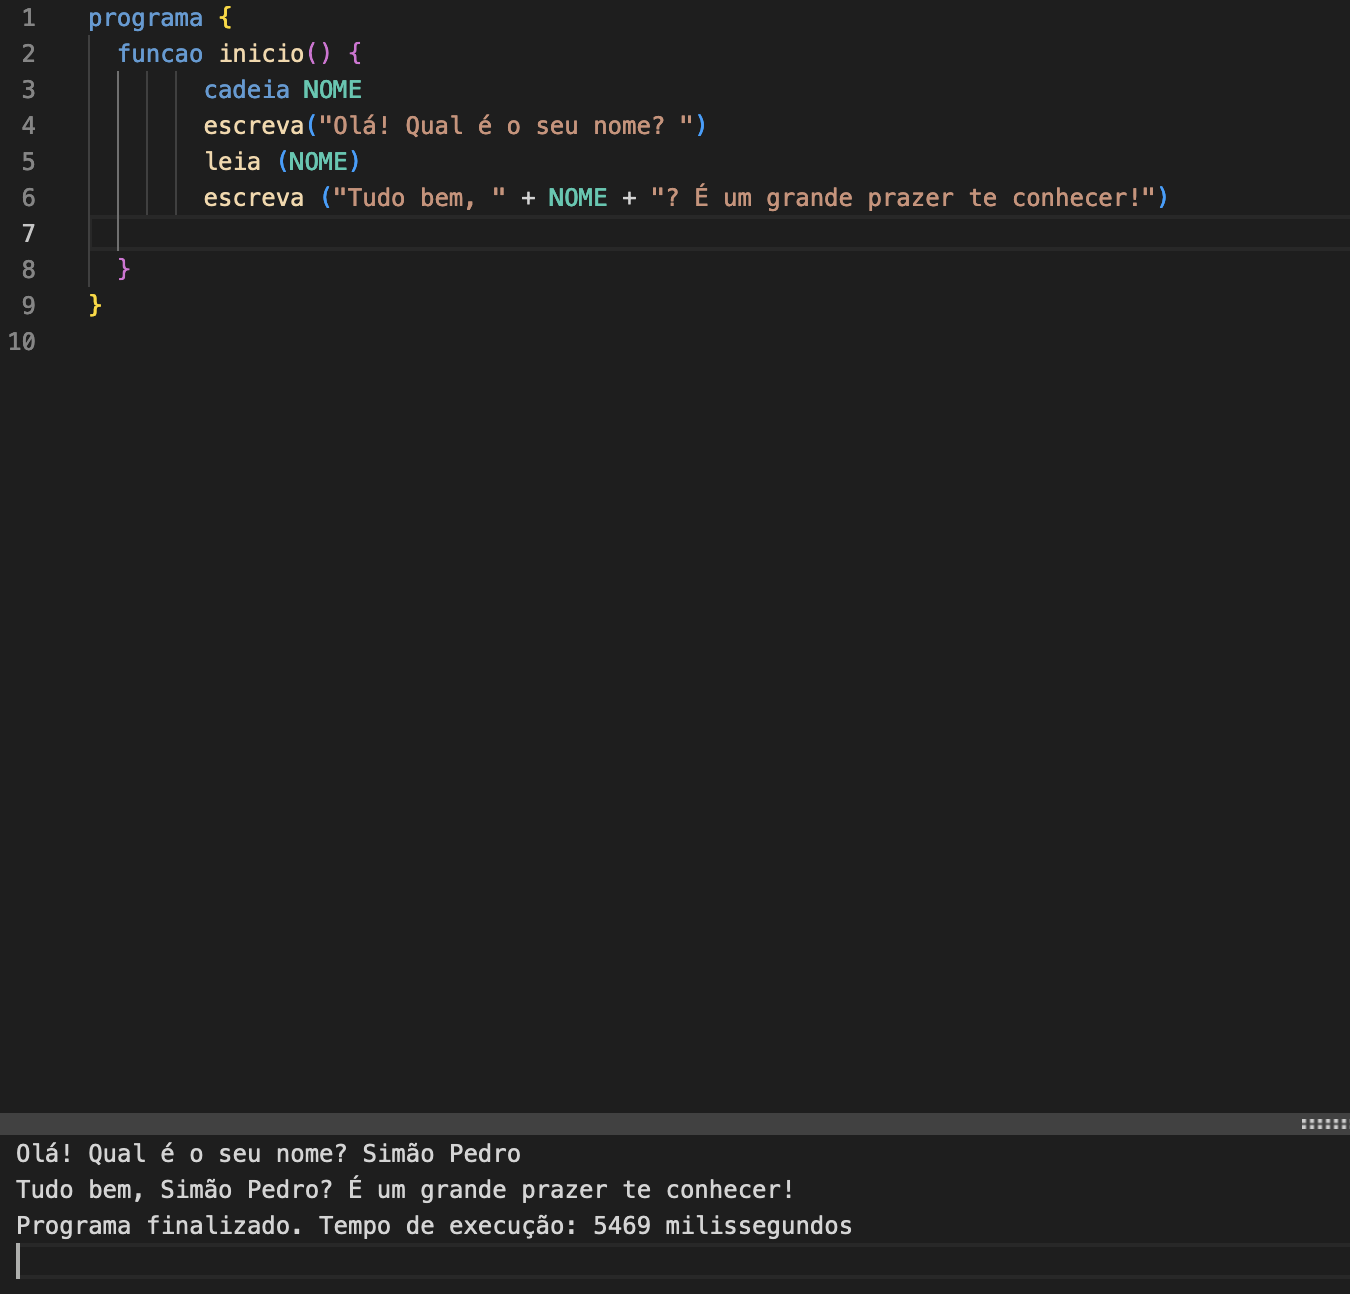 1 programa {
2 funcao inicio() {
3 cadeia NOME
4 escreva("Olá! Qual é o seu nome? ")
5 leia (NOME)
6 escreva ("Tudo bem, " + NOME + "? É um grande prazer te conhecer!")
7
8 }
9 }
10
Olá! Qual é o seu nome? Simão Pedro
Tudo bem, Simão Pedro? É um grande prazer te conhecer!
Programa finalizado. Tempo de execução: 5469 milissegundos